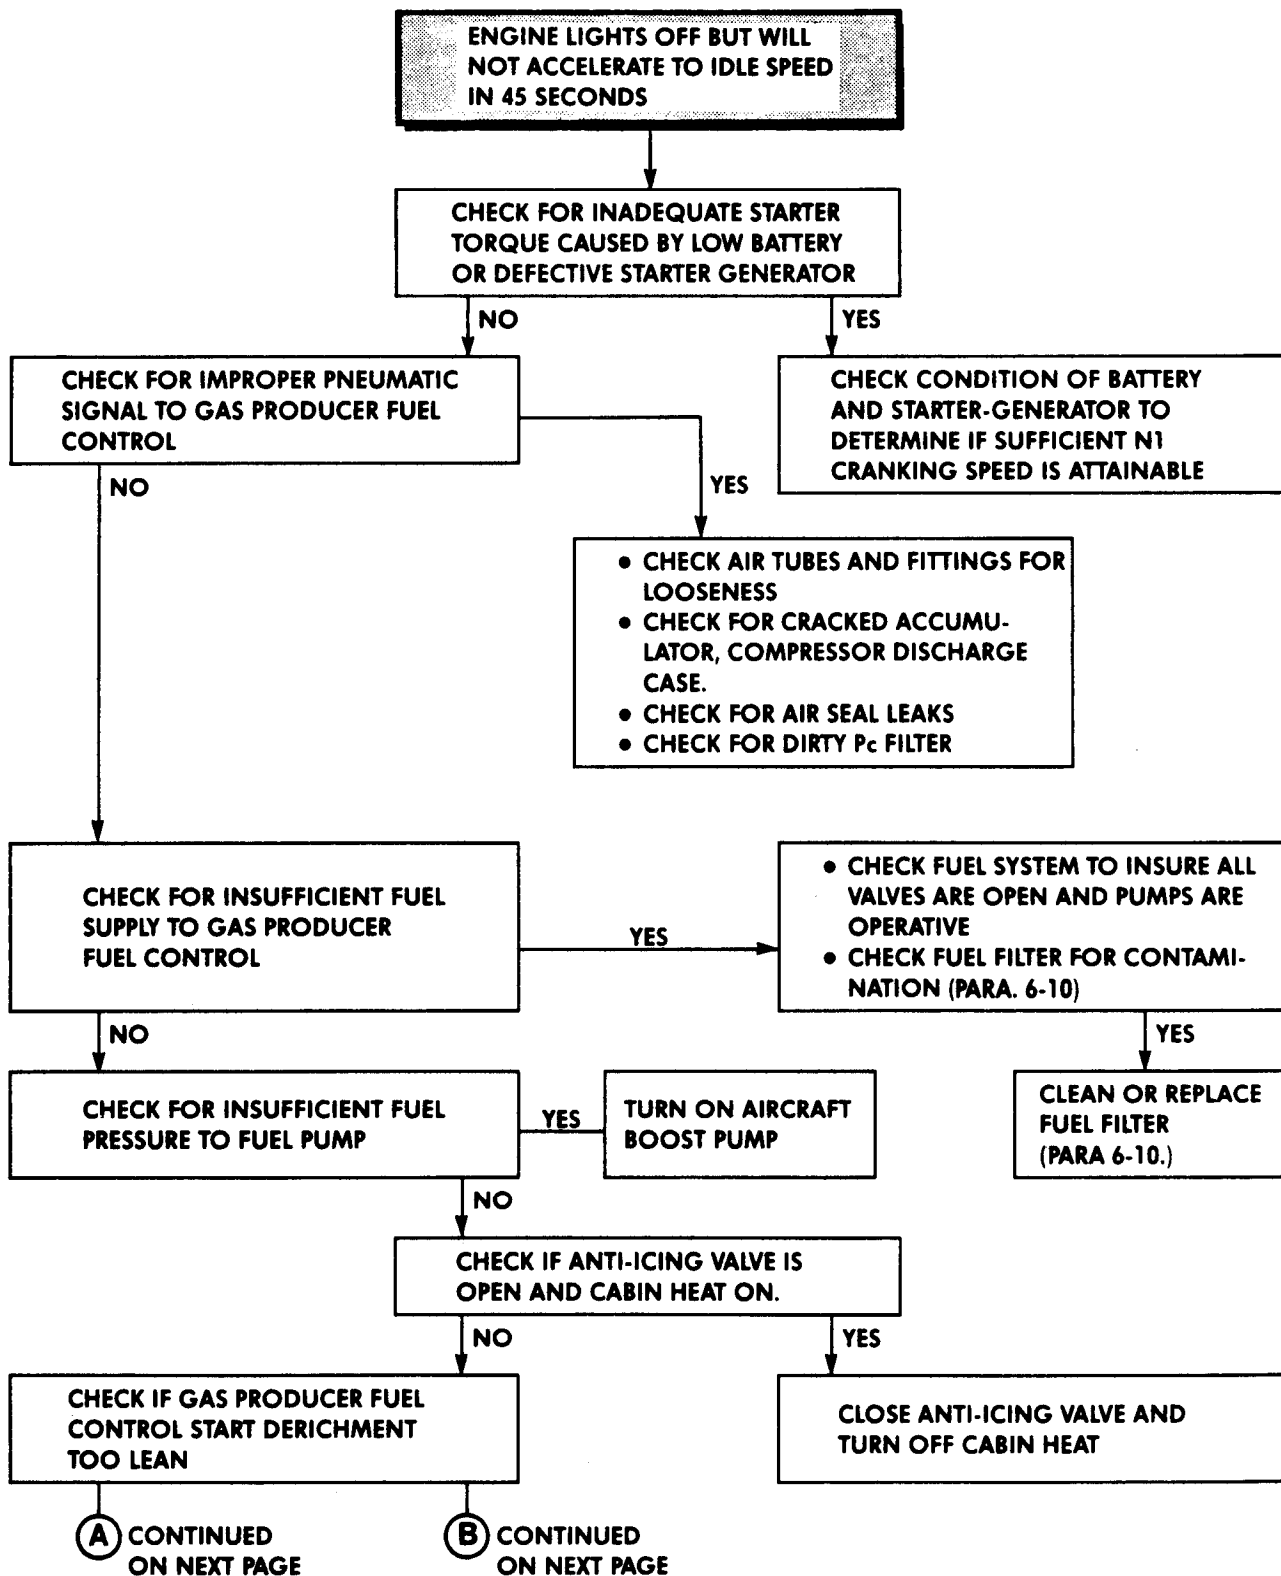 ENGINE LIGHTS OFF BUT WILL
NOT ACCELERATE TO IDLE SPEED
IN 45 SECONDS
CHECK FOR INADEQUATE STARTER
TORQUE CAUSED BY LOW BATTERY
OR DEFECTIVE STARTER GENERATOR
NO
YES
CHECK FOR IMPROPER PNEUMATIC
SIGNAL TO GAS PRODUCER FUEL
CONTROL
CHECK CONDITION OF BATTERY
AND STARTER-GENERATOR TO
DETERMINE IF SUFFICIENT N1
CRANKING SPEED IS ATTAINABLE
NO
YES
• CHECK AIR TUBES AND FITTINGS FOR
LOOSENESS
• CHECK FOR CRACKED ACCUMU-
LATOR, COMPRESSOR DISCHARGE
CASE.
• CHECK FOR AIR SEAL LEAKS
• CHECK FOR DIRTY Pc FILTER
CHECK FOR INSUFFICIENT FUEL
SUPPLY TO GAS PRODUCER
FUEL CONTROL
YES
• CHECK FUEL SYSTEM TO INSURE ALL
VALVES ARE OPEN AND PUMPS ARE
OPERATIVE
• CHECK FUEL FILTER FOR CONTAMI-
NATION (PARA. 6-10)
NO
YES
CHECK FOR INSUFFICIENT FUEL
PRESSURE TO FUEL PUMP
YES
TURN ON AIRCRAFT
BOOST PUMP
CLEAN OR REPLACE
FUEL FILTER
(PARA 6-10.)
NO
CHECK IF ANTI-ICING VALVE IS
OPEN AND CABIN HEAT ON.
NO
YES
CHECK IF GAS PRODUCER FUEL
CONTROL START DERICHMENT
TOO LEAN
CLOSE ANTI-ICING VALVE AND
TURN OFF CABIN HEAT
A CONTINUED
ON NEXT PAGE
B CONTINUED
ON NEXT PAGE